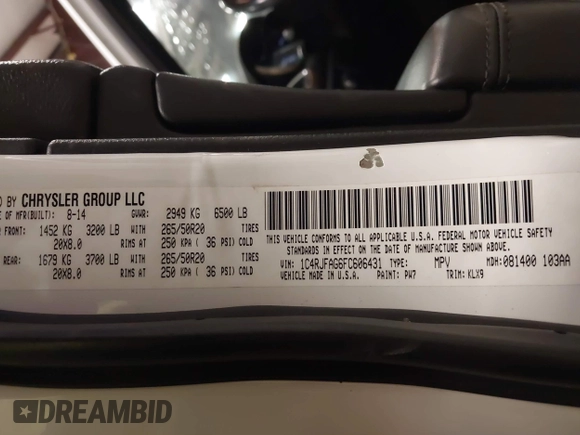 D BY CHRYSLER GROUP LLC
E OF MFR(BUILT): 8-14 GVWR: 2949 KG 6500 LB
FRONT: 1452 KG 3200 LB TIRES 265/50R20
20X8.0 WITH RIMS AT 250 KPA ( 36 PSI) COLD
REAR: 1679 KG 3700 LB TIRES 265/50R20
20X8.0 WITH RIMS AT 250 KPA ( 36 PSI) COLD
THIS VEHICLE CONFORMS TO ALL APPLICABLE U.S.A. FEDERAL MOTOR VEHICLE SAFETY
STANDARDS IN EFFECT ON THE DATE OF MANUFACTURE SHOWN ABOVE.
VIN: 1C4RJFAG6FC606431 TYPE: MPV MDH: 081400 103AA
VEHICLE MADE IN U.S.A. PAINT: PW7 TRIM: KLX9
DREAMBID